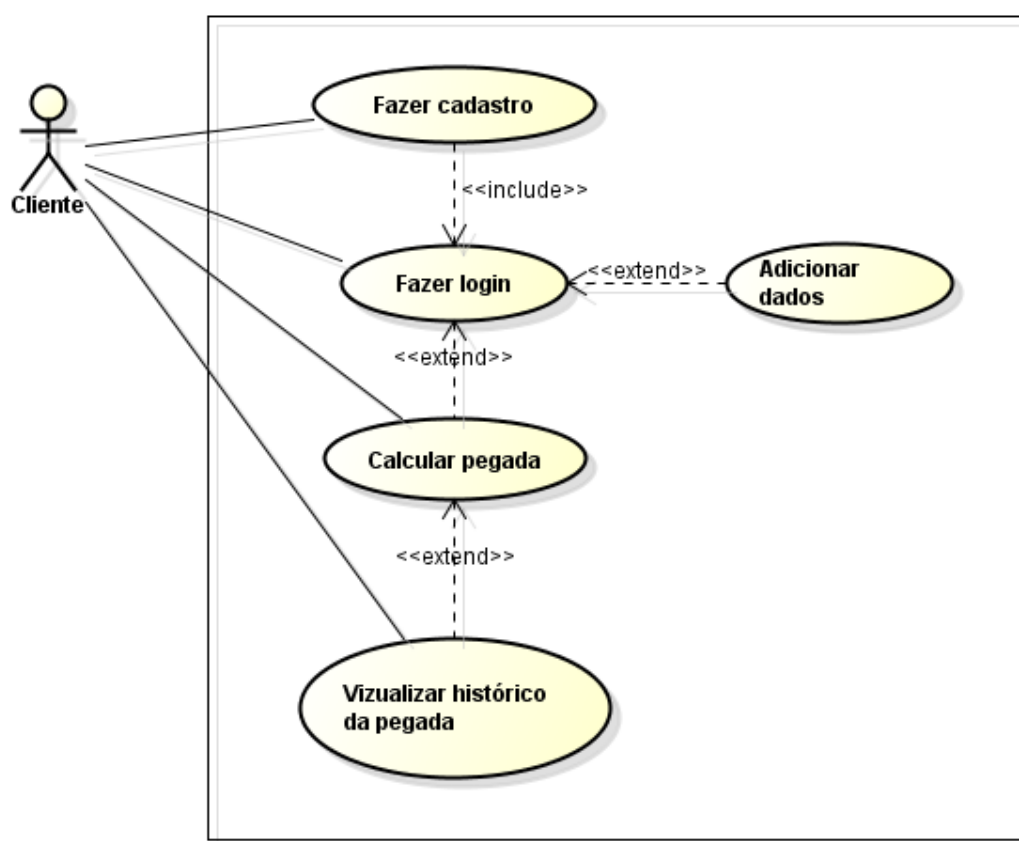 Fazer cadastro
Cliente
<<include>>
Fazer login
<<extend>>
Adicionar
dados
<<extend>>
Calcular pegada
<<extend>>
Vizualizar histórico
da pegada